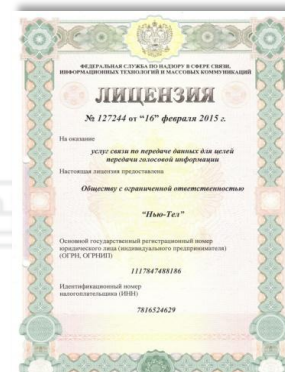 ФЕДЕРАЛЬНАЯ СЛУЖБА ПО НАДЗОРУ В СФЕРЕ СВЯЗИ,
ИНФОРМАЦИОННЫХ ТЕХНОЛОГИЙ И МАССОВЫХ КОММУНИКАЦИЙ
ЛИЦЕНЗИЯ
№ 127244 от “16” февраля 2015 г.
На оказание
услуг связи по передаче данных для целей
передачи голосовой информации
Настоящая лицензия предоставлена
Обществу с ограниченной ответственностью
“Нью-Тел”
Основной государственный регистрационный номер
юридического лица (индивидуального предпринимателя)
(ОГРН, ОГРНИП)
1117847488186
Идентификационный номер
налогоплательщика (ИНН)
7816524629